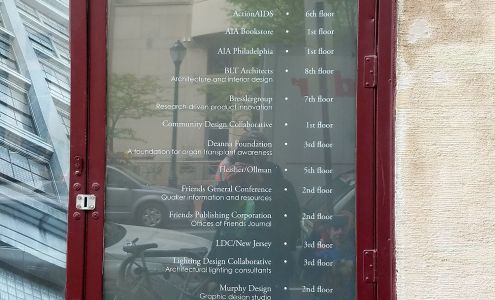 ActionAIDS • 6th floor
AIA Bookstore • 1st floor
AIA Philadelphia • 1st floor
BLT Architects • 8th floor
Architecture and interior design
Bresslergroup • 7th floor
Research-driven product innovation
Community Design Collaborative • 1st floor
Deanna Foundation • 3rd floor
A foundation for organ transplant awareness
Fleisher/Ollman • 5th floor
Friends General Conference • 2nd floor
Quaker information and resources
Friends Publishing Corporation • 2nd floor
Offices of Friends Journal
LDC/New Jersey • 3rd floor
Lighting Design Collaborative • 3rd floor
Architectural lighting consultants
Murphy Design • 2nd floor
Graphic design studio